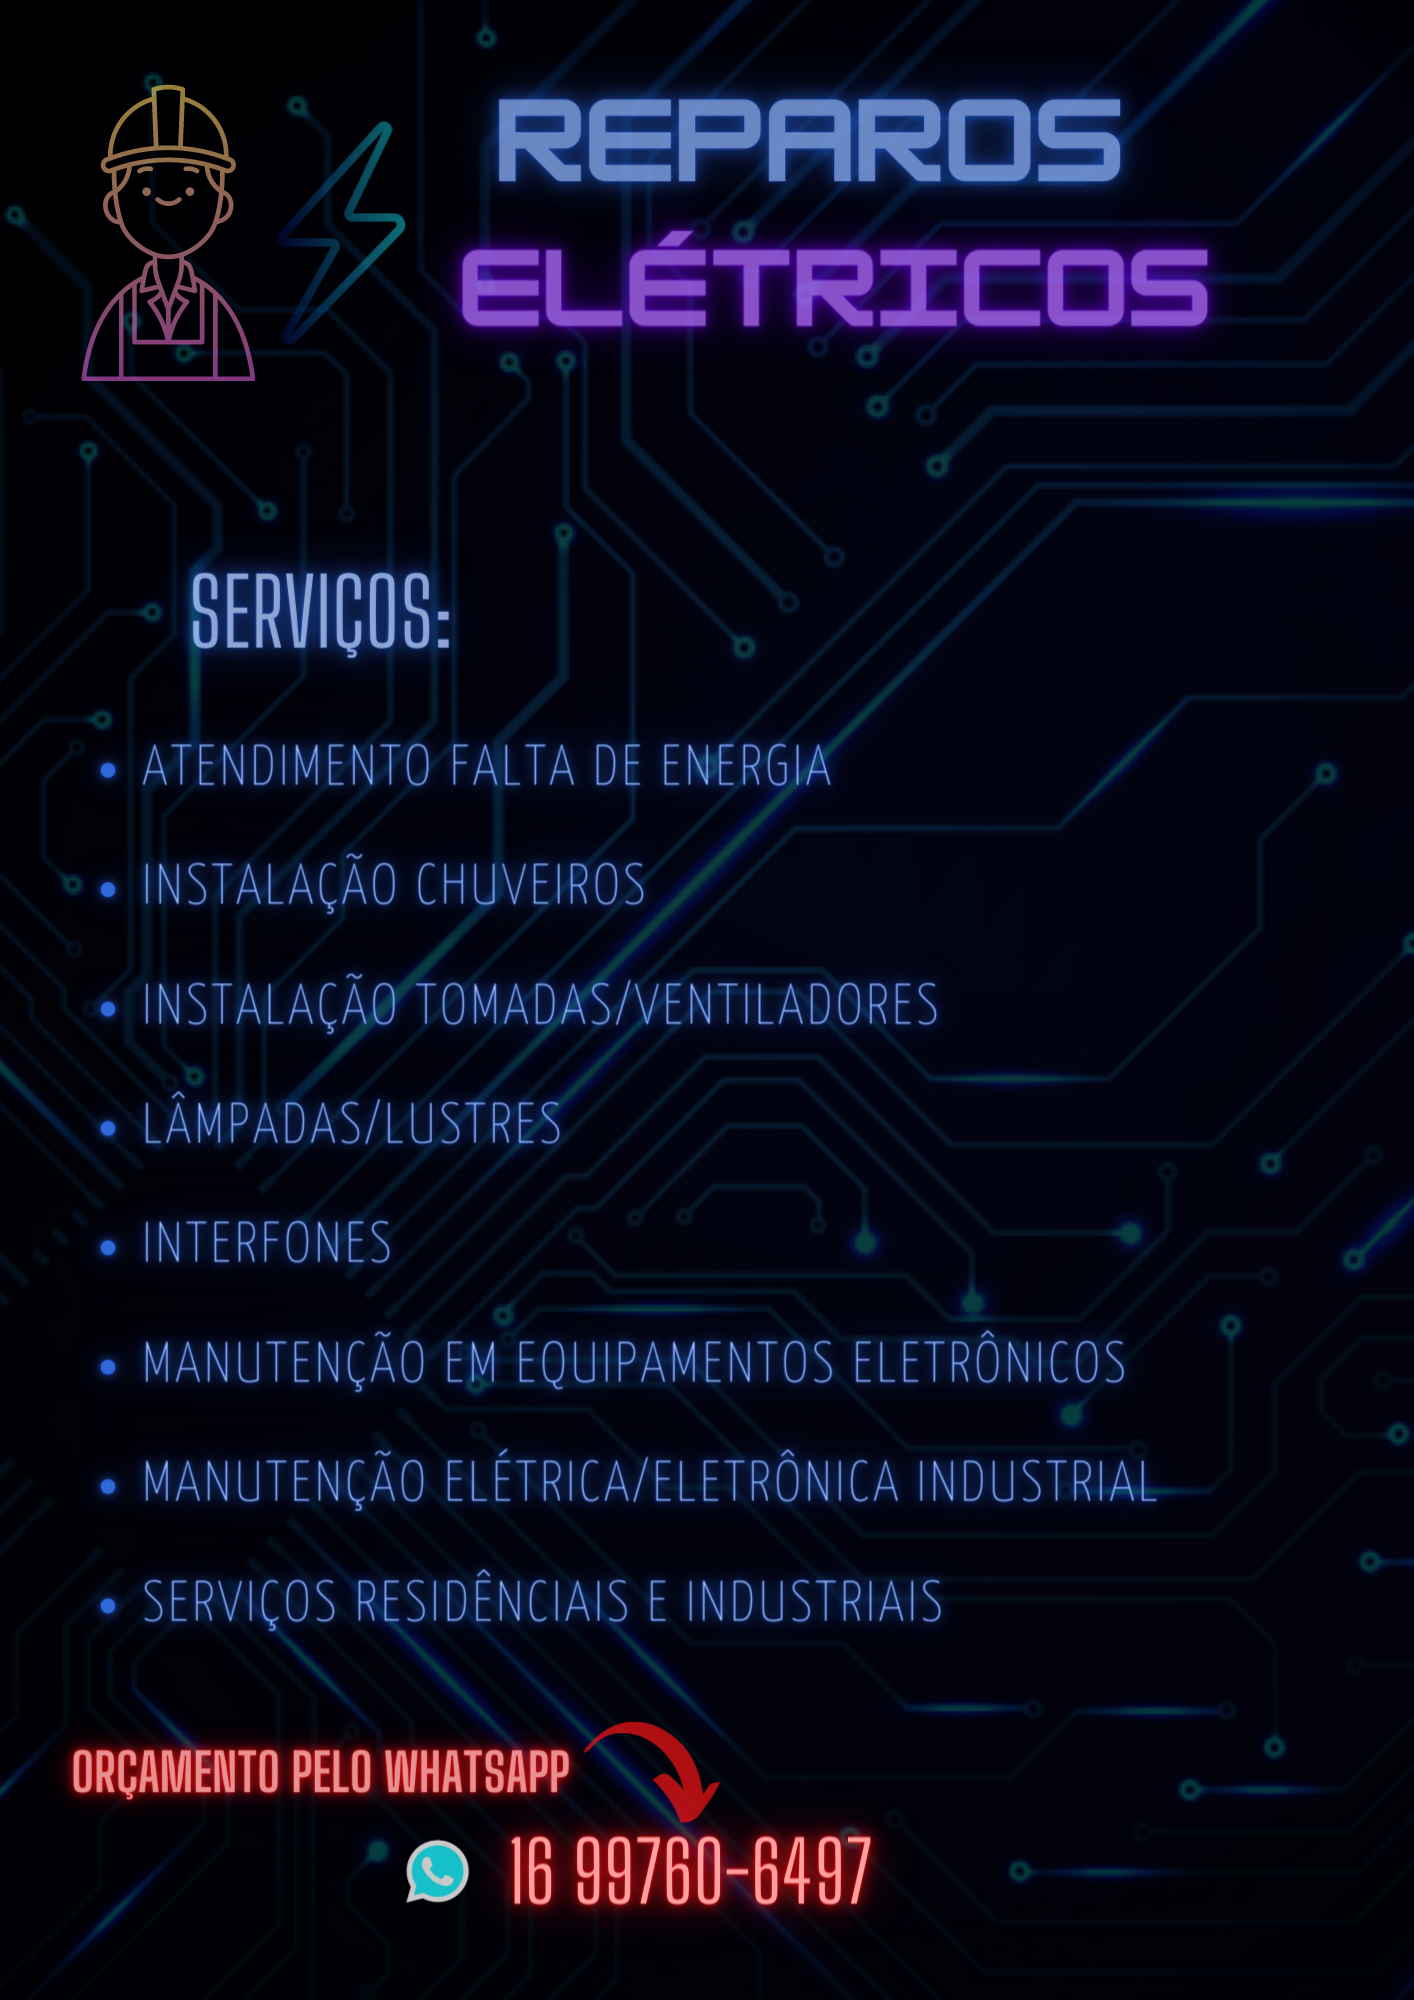 REPAROS
ELÉTRICOS
SERVIÇOS:
• ATENDIMENTO FALTA DE ENERGIA
• INSTALAÇÃO CHUVEIROS
• INSTALAÇÃO TOMADAS/VENTILADORES
• LÂMPADAS/LUSTRES
• INTERFONES
• MANUTENÇÃO EM EQUIPAMENTOS ELETRÔNICOS
• MANUTENÇÃO ELÉTRICA/ELETRÔNICA INDUSTRIAL
• SERVIÇOS RESIDÊNCIAIS E INDUSTRIAIS
ORÇAMENTO PELO WHATSAPP
16 99760-6497